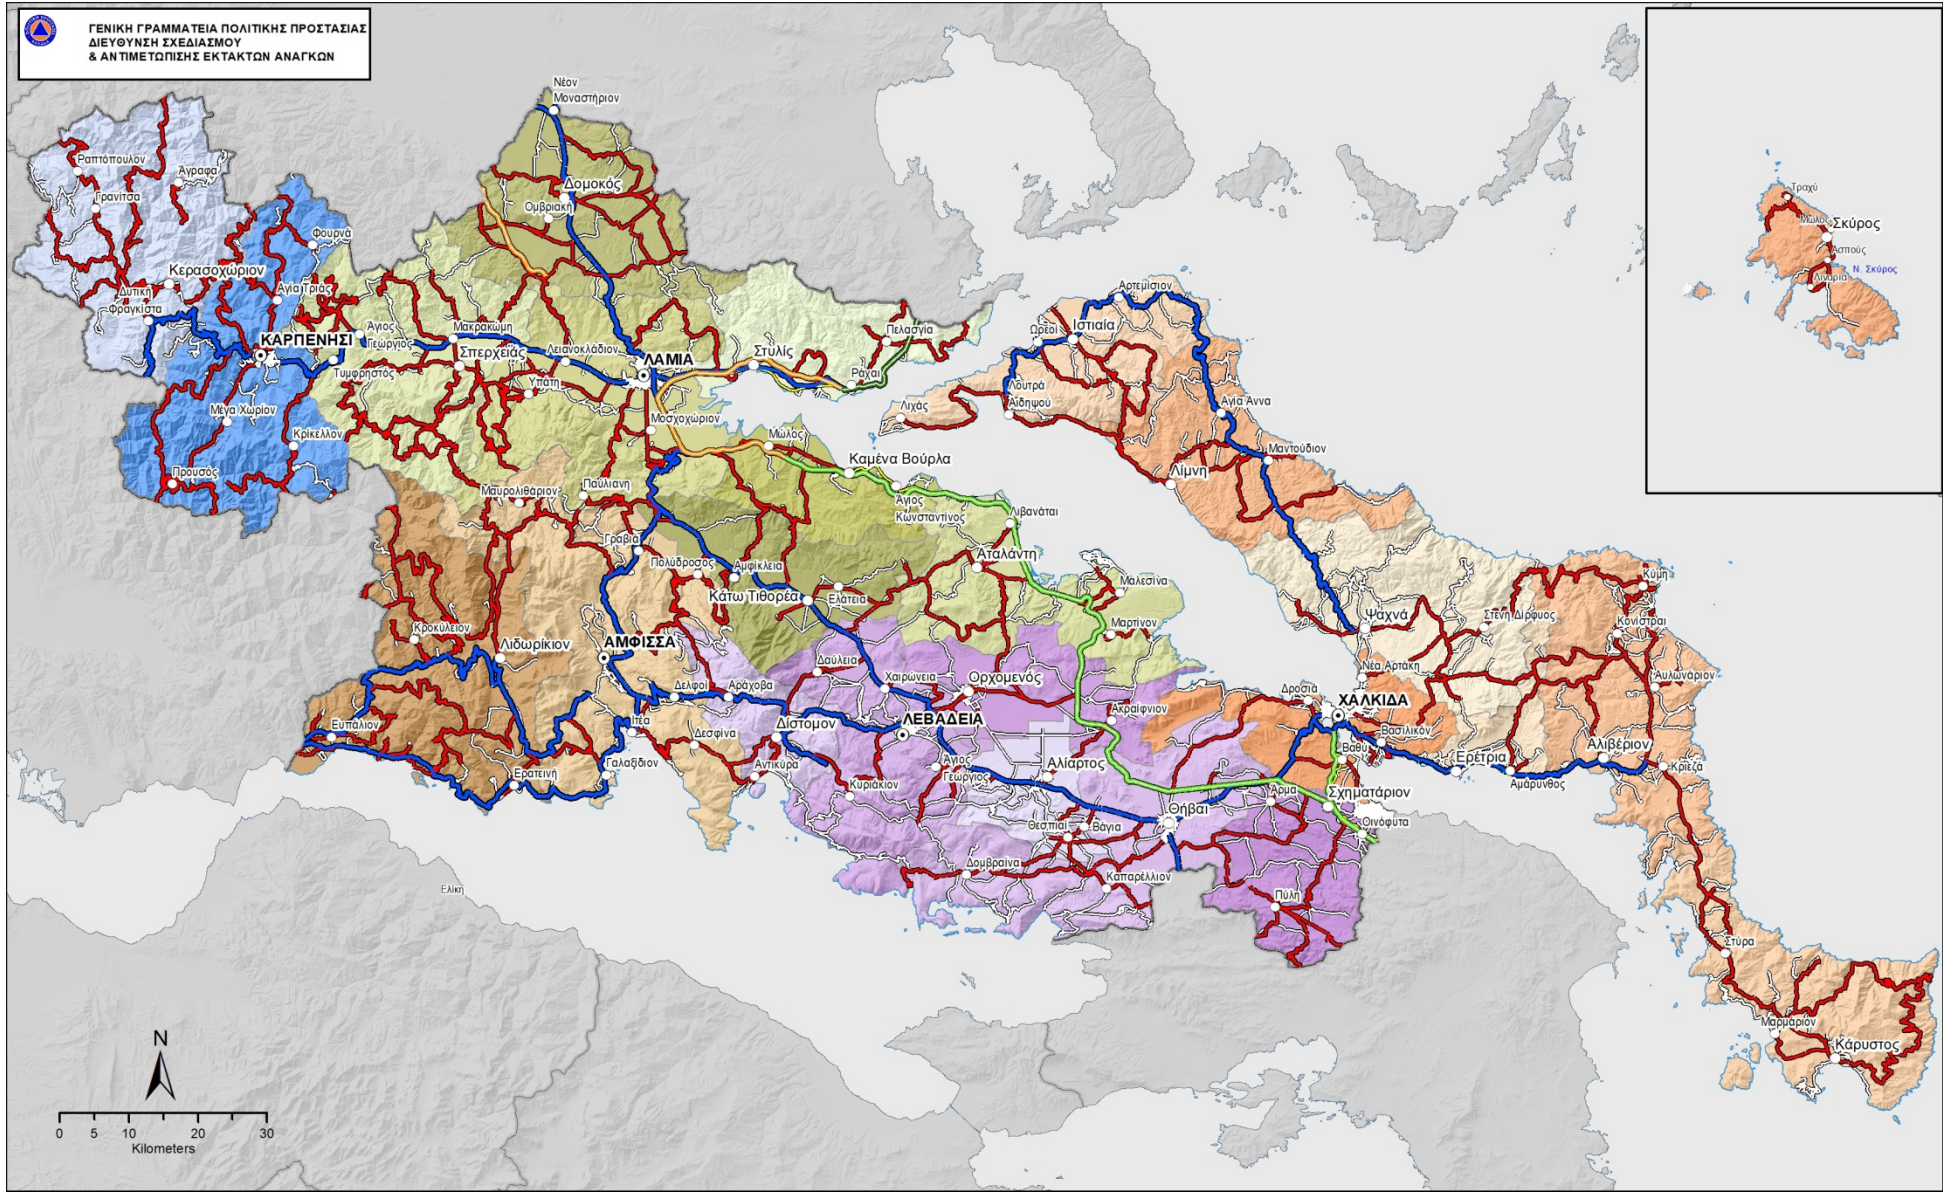 ΓΕΝΙΚΗ ΓΡΑΜΜΑΤΕΙΑ ΠΟΛΙΤΙΚΗΣ ΠΡΟΣΤΑΣΙΑΣ
ΔΙΕΥΘΥΝΣΗ ΣΧΕΔΙΑΣΜΟΥ
& ΑΝΤΙΜΕΤΩΠΙΣΗΣ ΕΚΤΑΚΤΩΝ ΑΝΑΓΚΩΝ
Νέον
Μοναστήριον
Ραπτόπουλον
Άγραφα
Γρανίτσα
Δομοκός
Ομβριακή
Φουρνά
Κερασοχώριον
Δυτική
Φραγκίστα
Αγία Τριάς
ΚΑΡΠΕΝΗΣΙ
Άγιος
Γεώργιος
Μακρακώμη
Σπερχειάς
Λειανοκλάδιον
ΛΑΜΙΑ
Στυλίς
Πελασγία
Ράχαι
Τυμφρηστός
Υπάτη
Μέγα Χωρίον
Κρίκελλον
Προυσός
Μοσχοχώριον
Μώλος
Καμένα Βούρλα
Άγιος
Κωνσταντίνος
Λιβανάται
Μαυρολιθάριον
Παύλιανη
Γραβιά
Πολύδροσος
Αμφίκλεια
Κάτω Τιθορέα
Ελάτεια
Αταλάντη
Μαλεσίνα
Μαρτίνον
Κροκύλειον
Λιδωρίκιον
ΑΜΦΙΣΣΑ
Δαύλεια
Χαιρώνεια
Ορχομενός
Δελφοί
Αράχοβα
Δίστομον
ΛΕΒΑΔΕΙΑ
Ακραίφνιον
Ευπάλιον
Ιτέα
Δεσφίνα
Αντίκυρα
Γαλαξίδιον
Ερατεινή
Κυριάκιον
Άγιος
Γεώργιος
Αλίαρτος
Θήβαι
Θεσπιαί
Βάγια
Δομβραίνα
Καπαρέλλιον
Άρμα
Σχηματάριον
Οινόφυτα
Πύλη
Ελίκη
Αρτεμίσιον
Ωρεοί
Ιστιαία
Λουτρά
Αιδηψού
Λιχάς
Αγία Άννα
Μαντούδιον
Λίμνη
Ψαχνά
Στενή Δίρφυος
Κύμη
Κονίστραι
Νέα Αρτάκη
Αυλωνάριον
Δροσιά
ΧΑΛΚΙΔΑ
Βασιλικόν
Βαθύ
Ερέτρια
Αμάρυνθος
Αλιβέριον
Κριεζά
Στύρα
Μαρμάριον
Κάρυστος
Τραχύ
Μώλος
Σκύρος
Ασπούς
Λιναριά
Ν. Σκύρος
N
0 5 10 20 30
Kilometers